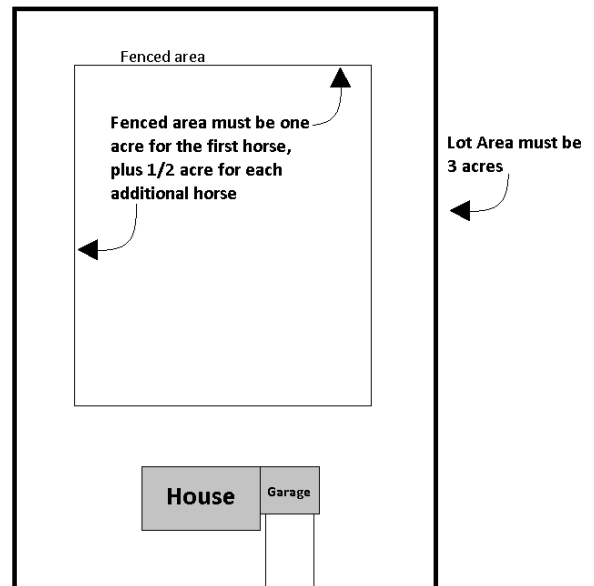 Fenced area
Fenced area must be one
acre for the first horse,
plus 1/2 acre for each
additional horse
Lot Area must be
3 acres
House
Garage